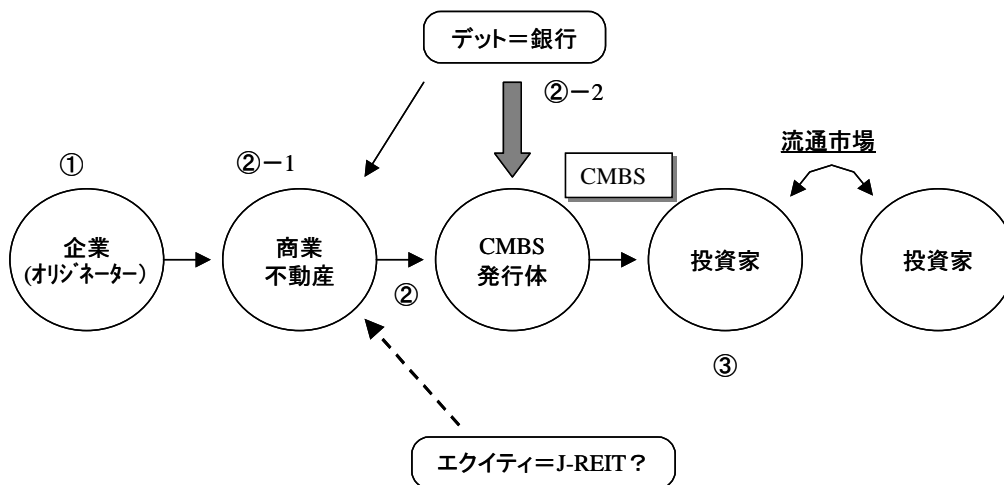 デット＝銀行
②－2
流通市場
①
②－1
CMBS
企業
(オリジネーター)
商業
不動産
CMBS
発行体
投資家
投資家
②
③
エクイティ＝J-REIT？